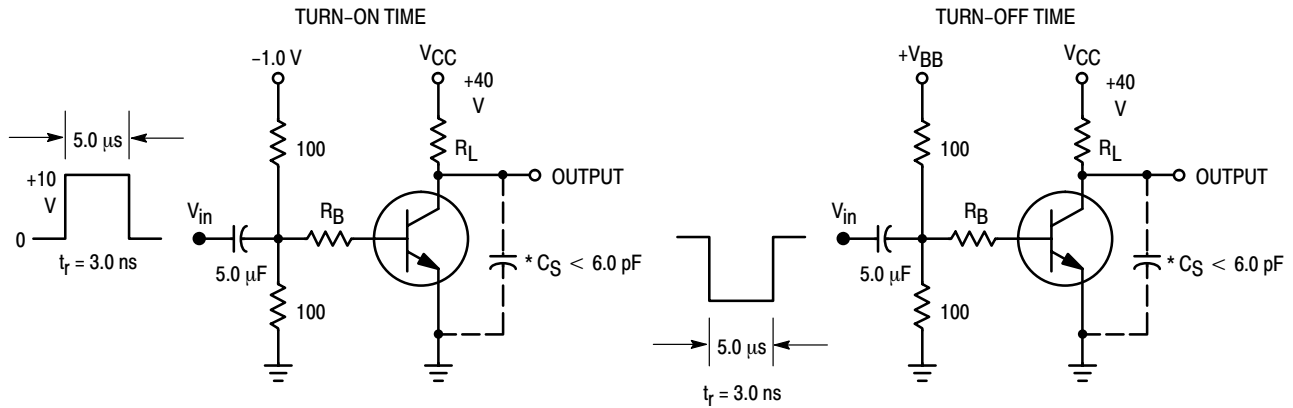 TURN–ON TIME
–1.0 V
VCC
+40
V
5.0 μs
100
RL
+10
V
OUTPUT
Vin
RB
0
* CS < 6.0 pF
tr = 3.0 ns
5.0 μF
100
TURN–OFF TIME
+VBB
VCC
+40
V
100
RL
OUTPUT
Vin
RB
* CS < 6.0 pF
5.0 μF
100
5.0 μs
tr = 3.0 ns